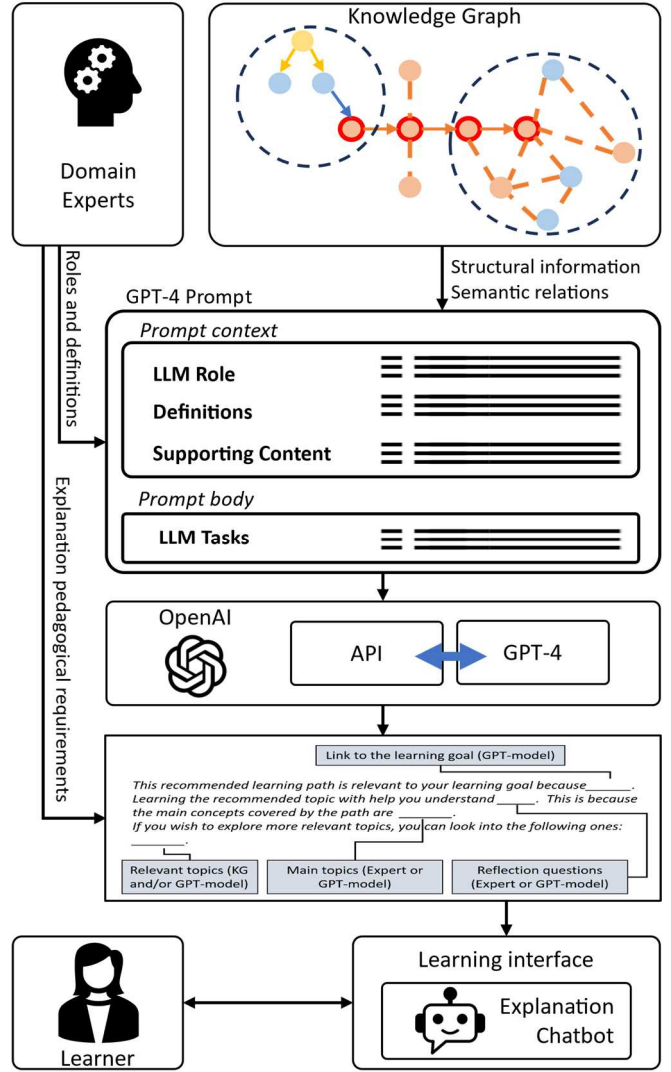 Knowledge Graph
Domain
Experts
Structural information
Semantic relations
Roles and definitions
Explanation pedagogical requirements
GPT-4 Prompt
Prompt context
LLM Role
Definitions
Supporting Content
Prompt body
LLM Tasks
OpenAI
API
GPT-4
Link to the learning goal (GPT-model)
This recommended learning path is relevant to your learning goal because______.
Learning the recommended topic with help you understand _____. This is because
the main concepts covered by the path are ________.
If you wish to explore more relevant topics, you can look into the following ones:
________.
Relevant topics (KG
and/or GPT-model)
Main topics (Expert or
GPT-model)
Reflection questions
(Expert or GPT-model)
Learner
Learning interface
Explanation
Chatbot